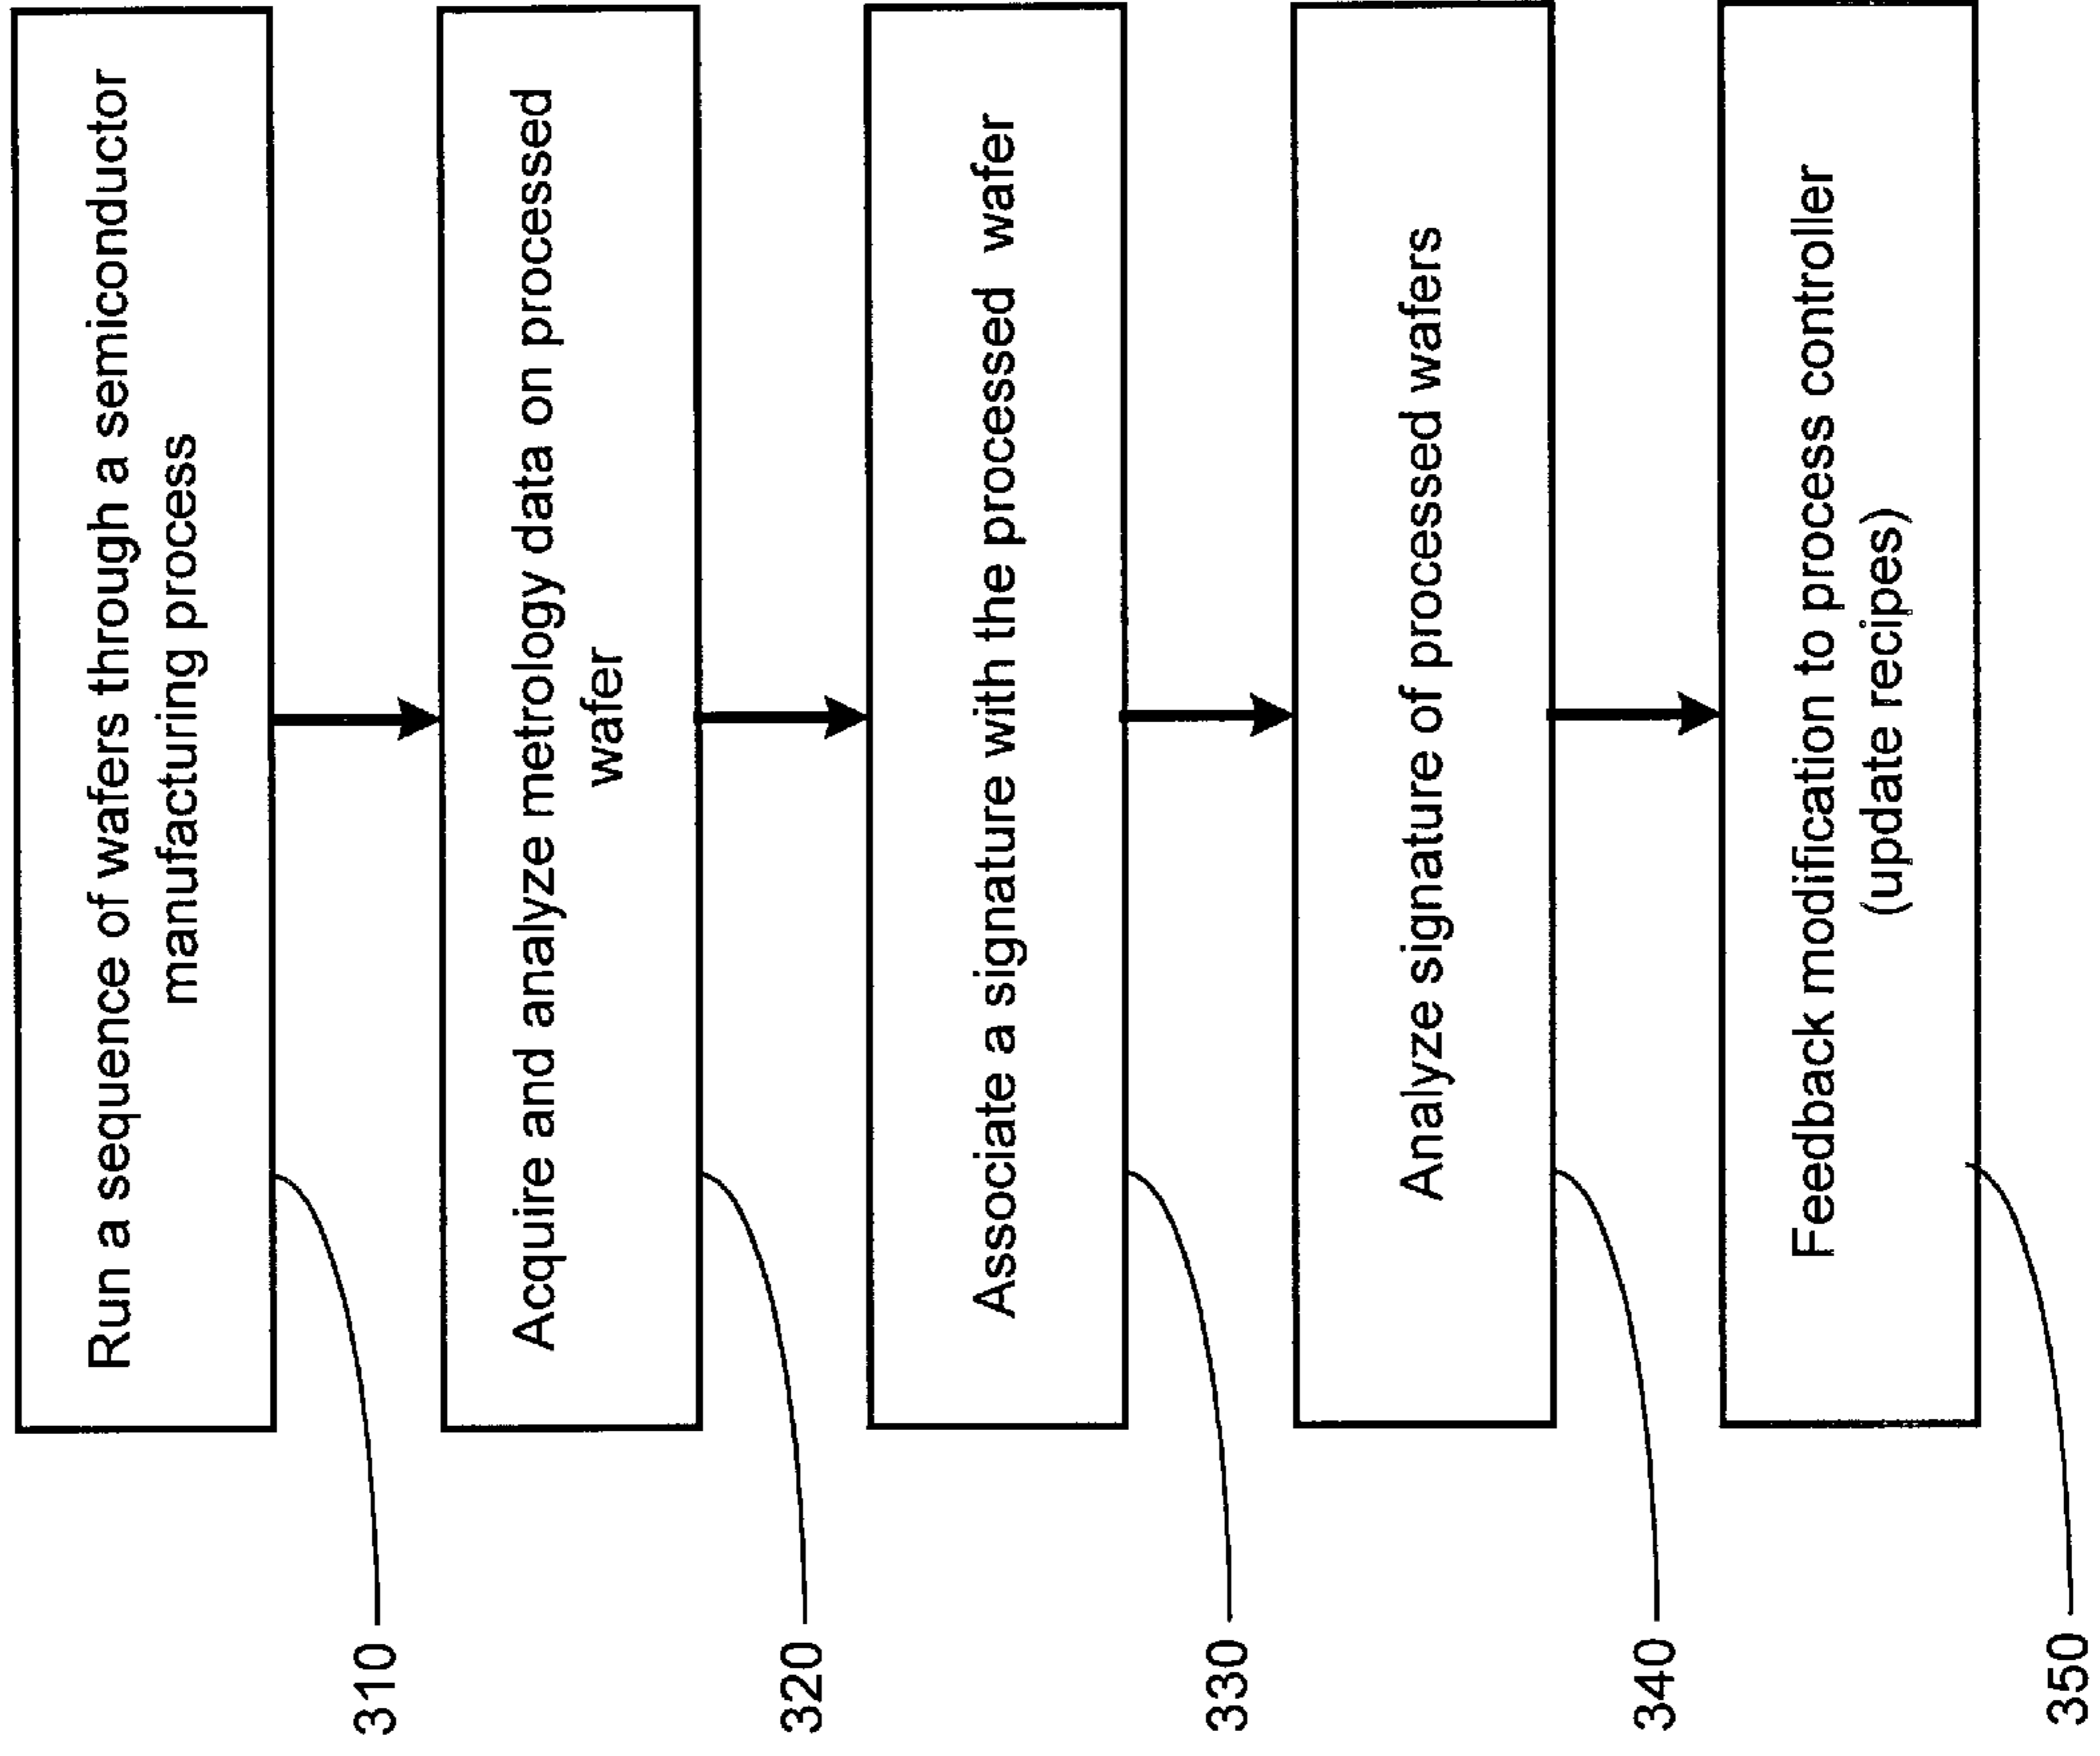 Run a sequence of wafers through a semiconductor
manufacturing process
310
Acquire and analyze metrology data on processed
wafer
320
Associate a signature with the processed wafer
330
Analyze signature of processed wafers
340
Feedback modification to process controller
(update recipes)
350